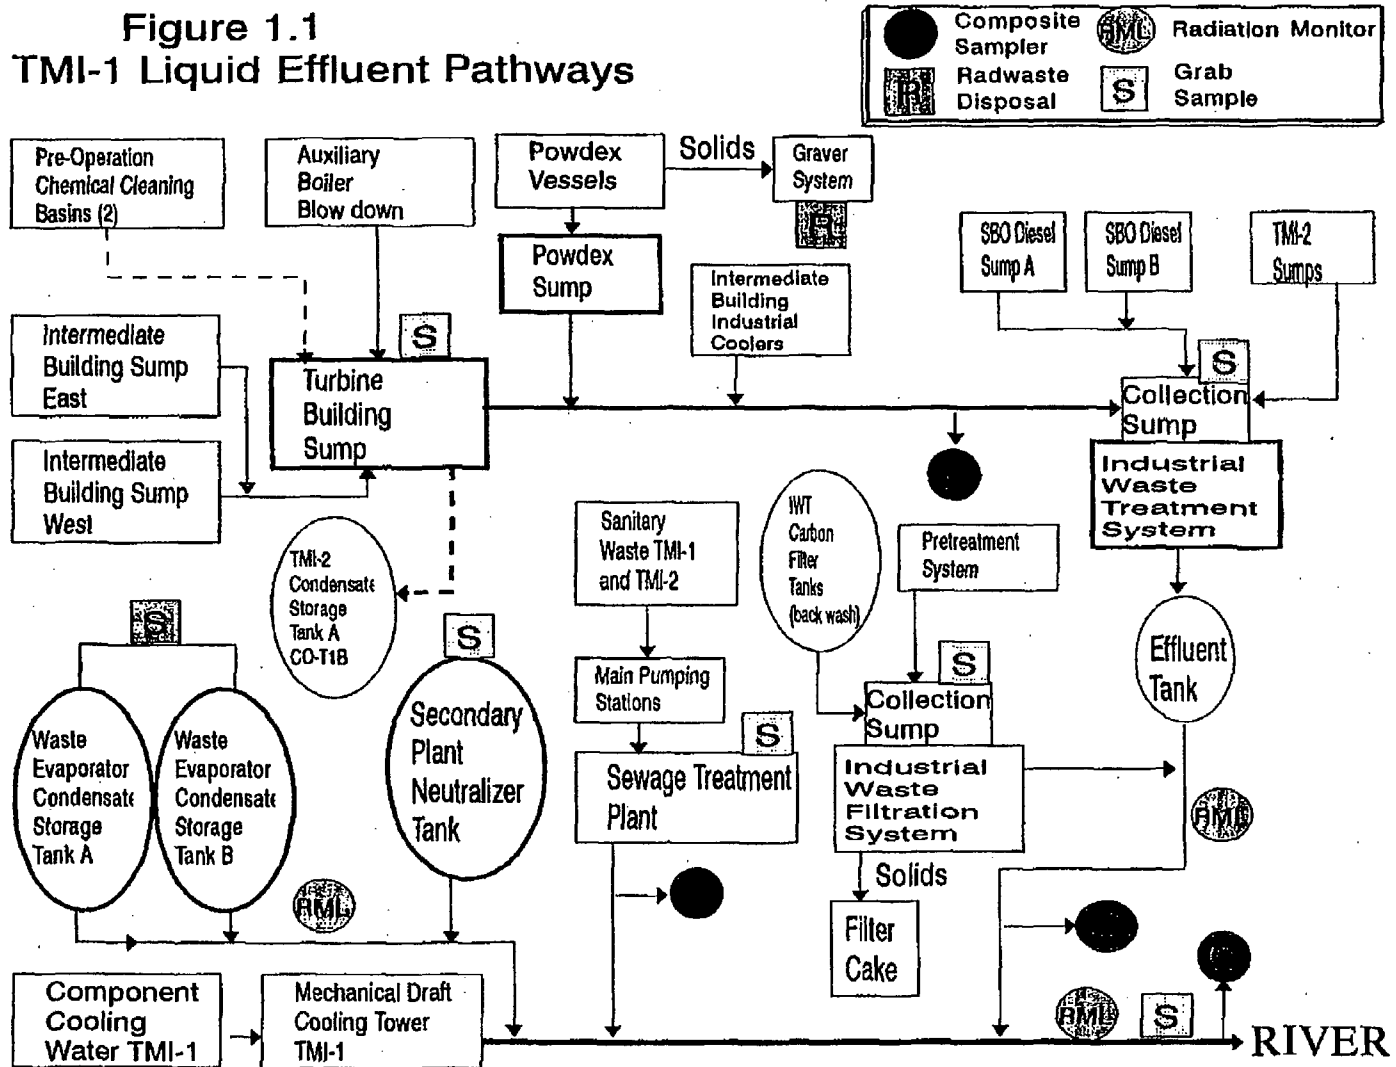 Figure 1.1
TMI-1 Liquid Effluent Pathways
Composite
Sampler
RML
Radiation Monitor
R
Radwaste
Disposal
S
Grab
Sample
Pre-Operation
Chemical Cleaning
Basins (2)
Auxiliary
Boiler
Blow down
Powdex
Vessels
Solids
Graver
System
R
Powdex
Sump
Intermediate
Building
Industrial
Coolers
SBO Diesel
Sump A
SBO Diesel
Sump B
TMI-2
Sumps
Intermediate
Building Sump
East
S
Turbine
Building
Sump
S
Collection
Sump
Intermediate
Building Sump
West
Industrial
Waste
Treatment
System
TMI-2
Condensate
Storage
Tank A
CO-T1B
Sanitary
Waste TMI-1
and TMI-2
IWT
Carbon
Filter
Tanks
(back wash)
Pretreatment
System
Effluent
Tank
S
Main Pumping
Stations
S
Collection
Sump
Waste
Evaporator
Condensate
Storage
Tank A
Waste
Evaporator
Condensate
Storage
Tank B
Secondary
Plant
Neutralizer
Tank
S
Sewage Treatment
Plant
Industrial
Waste
Filtration
System
RML
Solids
Filter
Cake
RML
Component
Cooling
Water TMI-1
Mechanical Draft
Cooling Tower
TMI-1
RML
S
RIVER